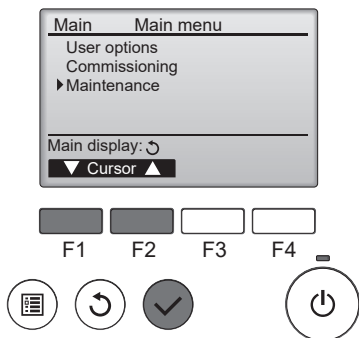 Main Main menu
User options
Commissioning
Maintenance
Main display:
Cursor
F1 F2 F3 F4